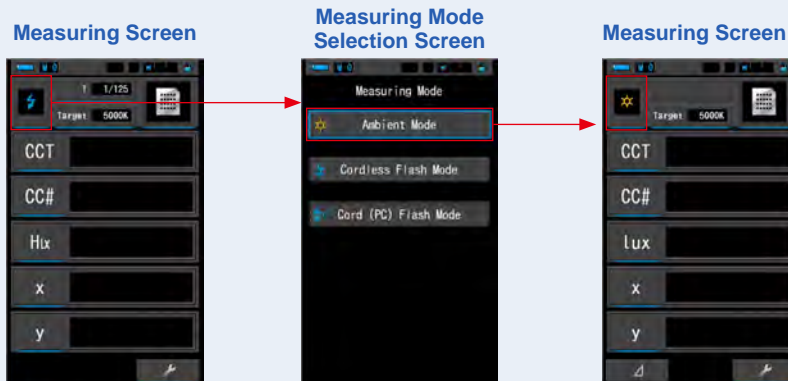 Measuring Screen
Measuring Mode
Selection Screen
Measuring Screen
T 1/125
Target 5000K
CCT
CC#
Hlx
x
y
Measuring Mode
Ambient Mode
Cordless Flash Mode
Cord (PC) Flash Mode
Target 5000K
CCT
CC#
lux
x
y